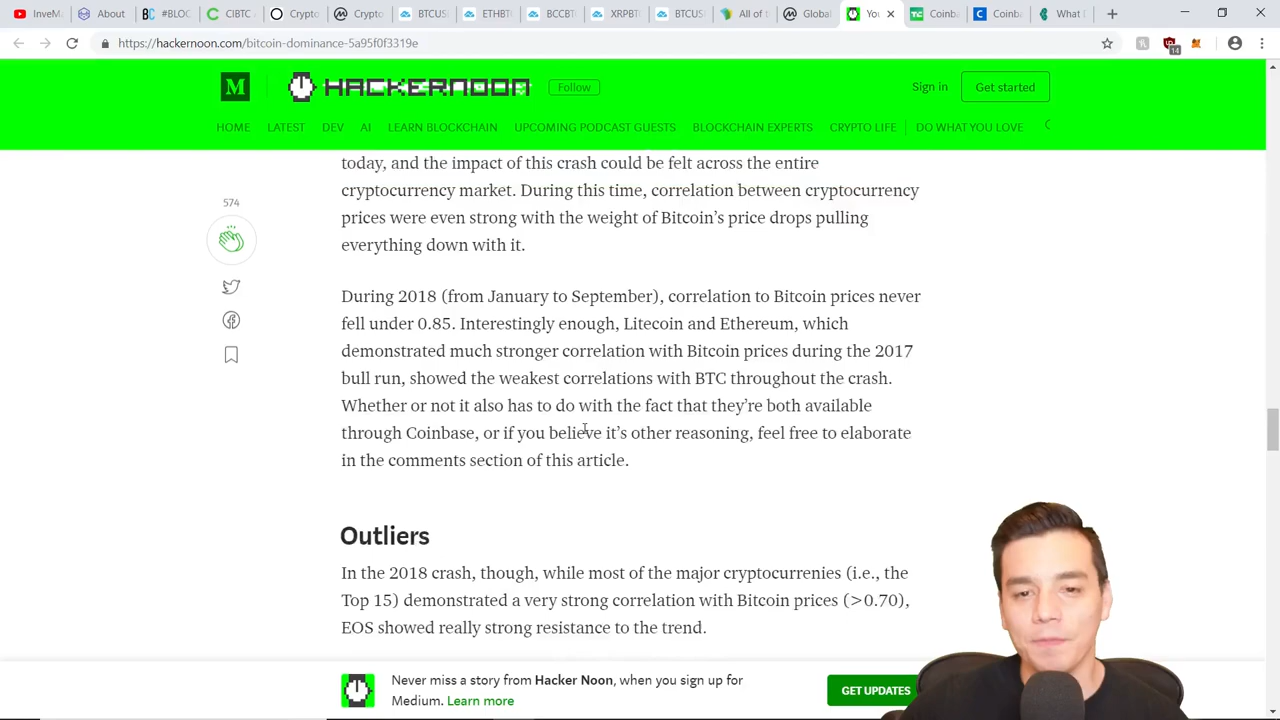 InveM
About
#BLOC
CIBTC
Crypto
Crypto
BTCUS
ETHBT
BCCBT
XRPBT
BTCUS
All of t
Global
You
Coinb
Coinb
What D
https://hackernoon.com/bitcoin-dominance-5a95f0f3319e
14
M
HACKERNOON
Follow
Sign in
Get started
HOME
LATEST
DEV
AI
LEARN BLOCKCHAIN
UPCOMING PODCAST GUESTS
BLOCKCHAIN EXPERTS
CRYPTO LIFE
DO WHAT YOU LOVE
574
today, and the impact of this crash could be felt across the entire
cryptocurrency market. During this time, correlation between cryptocurrency
prices were even strong with the weight of Bitcoin’s price drops pulling
everything down with it.
During 2018 (from January to September), correlation to Bitcoin prices never
fell under 0.85. Interestingly enough, Litecoin and Ethereum, which
demonstrated much stronger correlation with Bitcoin prices during the 2017
bull run, showed the weakest correlations with BTC throughout the crash.
Whether or not it also has to do with the fact that they’re both available
through Coinbase, or if you believe it’s other reasoning, feel free to elaborate
in the comments section of this article.
Outliers
In the 2018 crash, though, while most of the major cryptocurrenies (i.e., the
Top 15) demonstrated a very strong correlation with Bitcoin prices (>0.70),
EOS showed really strong resistance to the trend.
Never miss a story from Hacker Noon, when you sign up for
Medium. Learn more
GET UPDATES